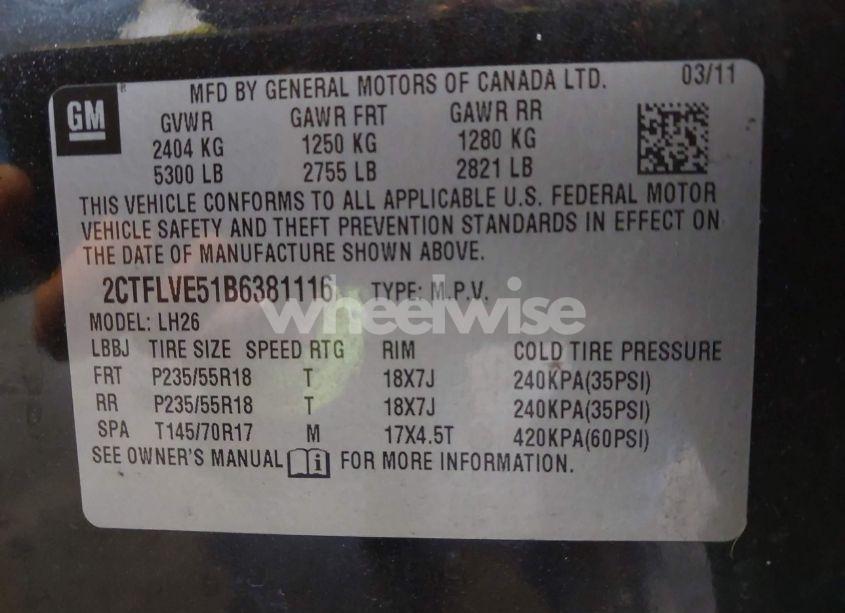 GM
MFD BY GENERAL MOTORS OF CANADA LTD. 03/11
GVWR GAWR FRT GAWR RR
2404 KG 1250 KG 1280 KG
5300 LB 2755 LB 2821 LB
THIS VEHICLE CONFORMS TO ALL APPLICABLE U.S. FEDERAL MOTOR
VEHICLE SAFETY AND THEFT PREVENTION STANDARDS IN EFFECT ON
THE DATE OF MANUFACTURE SHOWN ABOVE.
2CTFLVE51B6381116 TYPE: M.P.V.
wheelwise
MODEL: LH26
LBBJ TIRE SIZE SPEED RTG RIM COLD TIRE PRESSURE
FRT P235/55R18 T 18X7J 240KPA(35PSI)
RR P235/55R18 T 18X7J 240KPA(35PSI)
SPA T145/70R17 M 17X4.5T 420KPA(60PSI)
SEE OWNER'S MANUAL i FOR MORE INFORMATION.